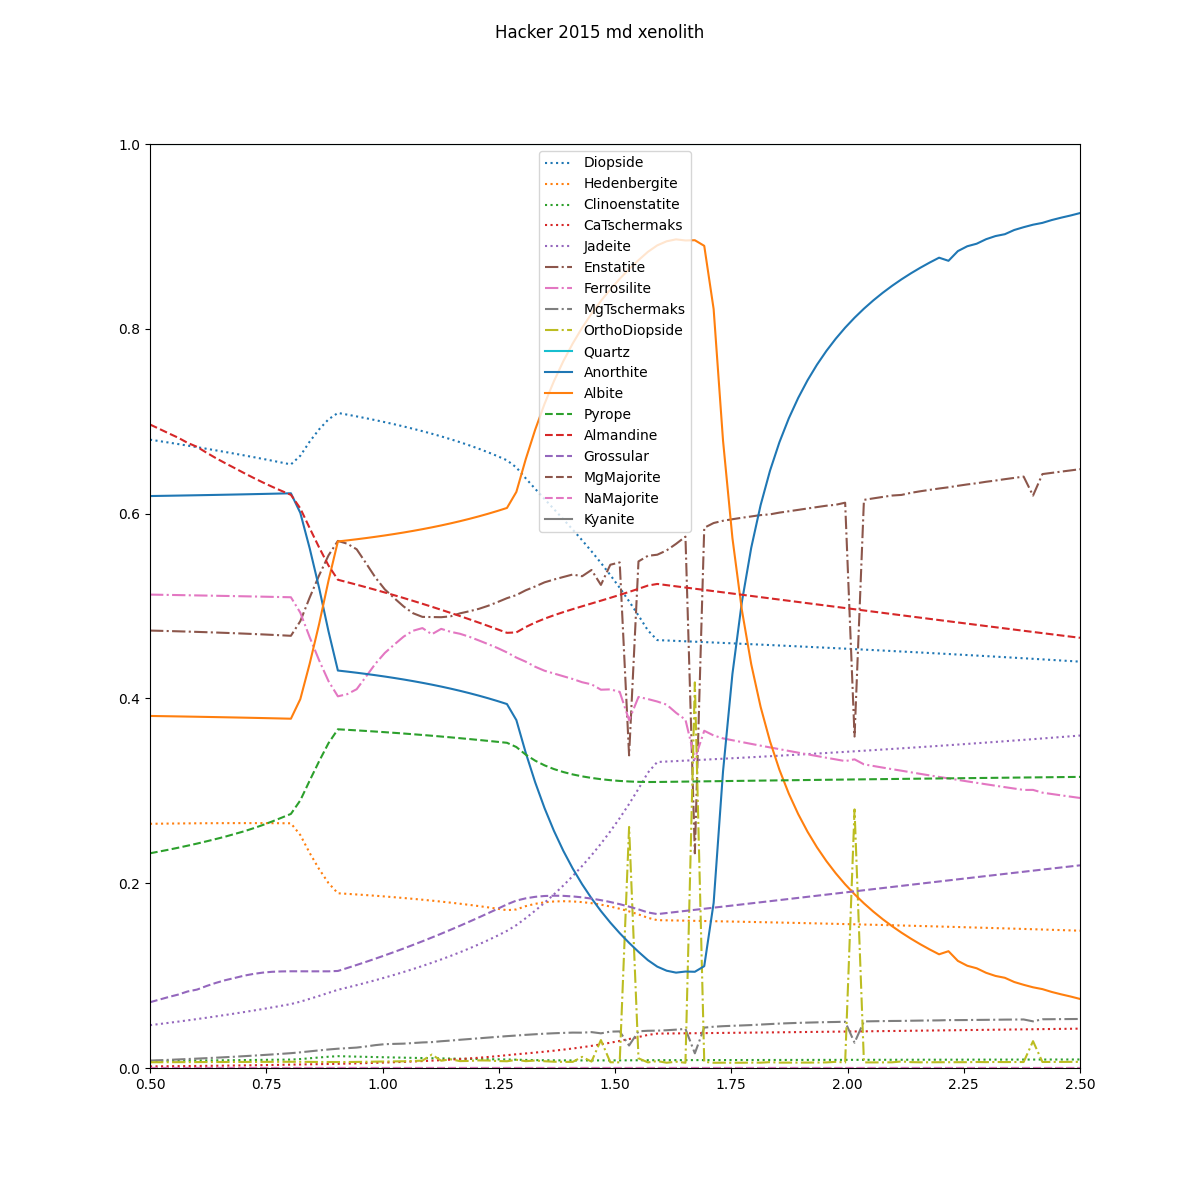 Hacker 2015 md xenolith
1.0
0.8
0.6
0.4
0.2
0.0
Diopside
Hedenbergite
Clinoenstatite
CaTschermaks
Jadeite
Enstatite
Ferrosilite
MgTschermaks
OrthoDiopside
Quartz
Anorthite
Albite
Pyrope
Almandine
Grossular
MgMajorite
NaMajorite
Kyanite
0.50 0.75 1.00 1.25 1.50 1.75 2.00 2.25 2.50